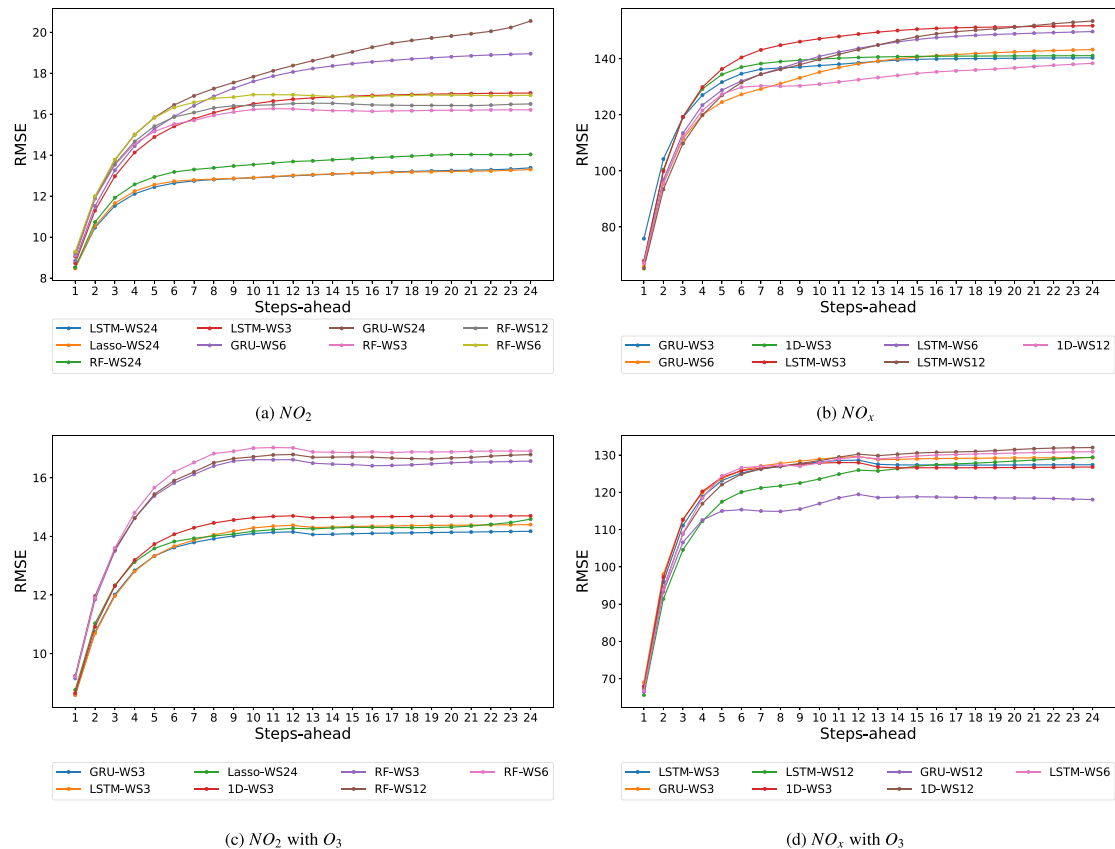 RMSE
20
18
16
14
12
10
8
1 2 3 4 5 6 7 8 9 10 11 12 13 14 15 16 17 18 19 20 21 22 23 24
Steps-ahead
LSTM-WS24 LSTM-WS3 GRU-WS24 RF-WS12
Lasso-WS24 GRU-WS6 RF-WS3 RF-WS6
RF-WS24
(a) NO2
RMSE
140
120
100
80
1 2 3 4 5 6 7 8 9 10 11 12 13 14 15 16 17 18 19 20 21 22 23 24
Steps-ahead
GRU-WS3 1D-WS3 LSTM-WS6 1D-WS12
GRU-WS6 LSTM-WS3 LSTM-WS12
(b) NOx
RMSE
16
14
12
10
1 2 3 4 5 6 7 8 9 10 11 12 13 14 15 16 17 18 19 20 21 22 23 24
Steps-ahead
GRU-WS3 Lasso-WS24 RF-WS3 RF-WS6
LSTM-WS3 1D-WS3 RF-WS12
(c) NO2 with O3
RMSE
130
120
110
100
90
80
70
1 2 3 4 5 6 7 8 9 10 11 12 13 14 15 16 17 18 19 20 21 22 23 24
Steps-ahead
LSTM-WS3 LSTM-WS12 GRU-WS12 LSTM-WS6
GRU-WS3 1D-WS3 1D-WS12
(d) NOx with O3